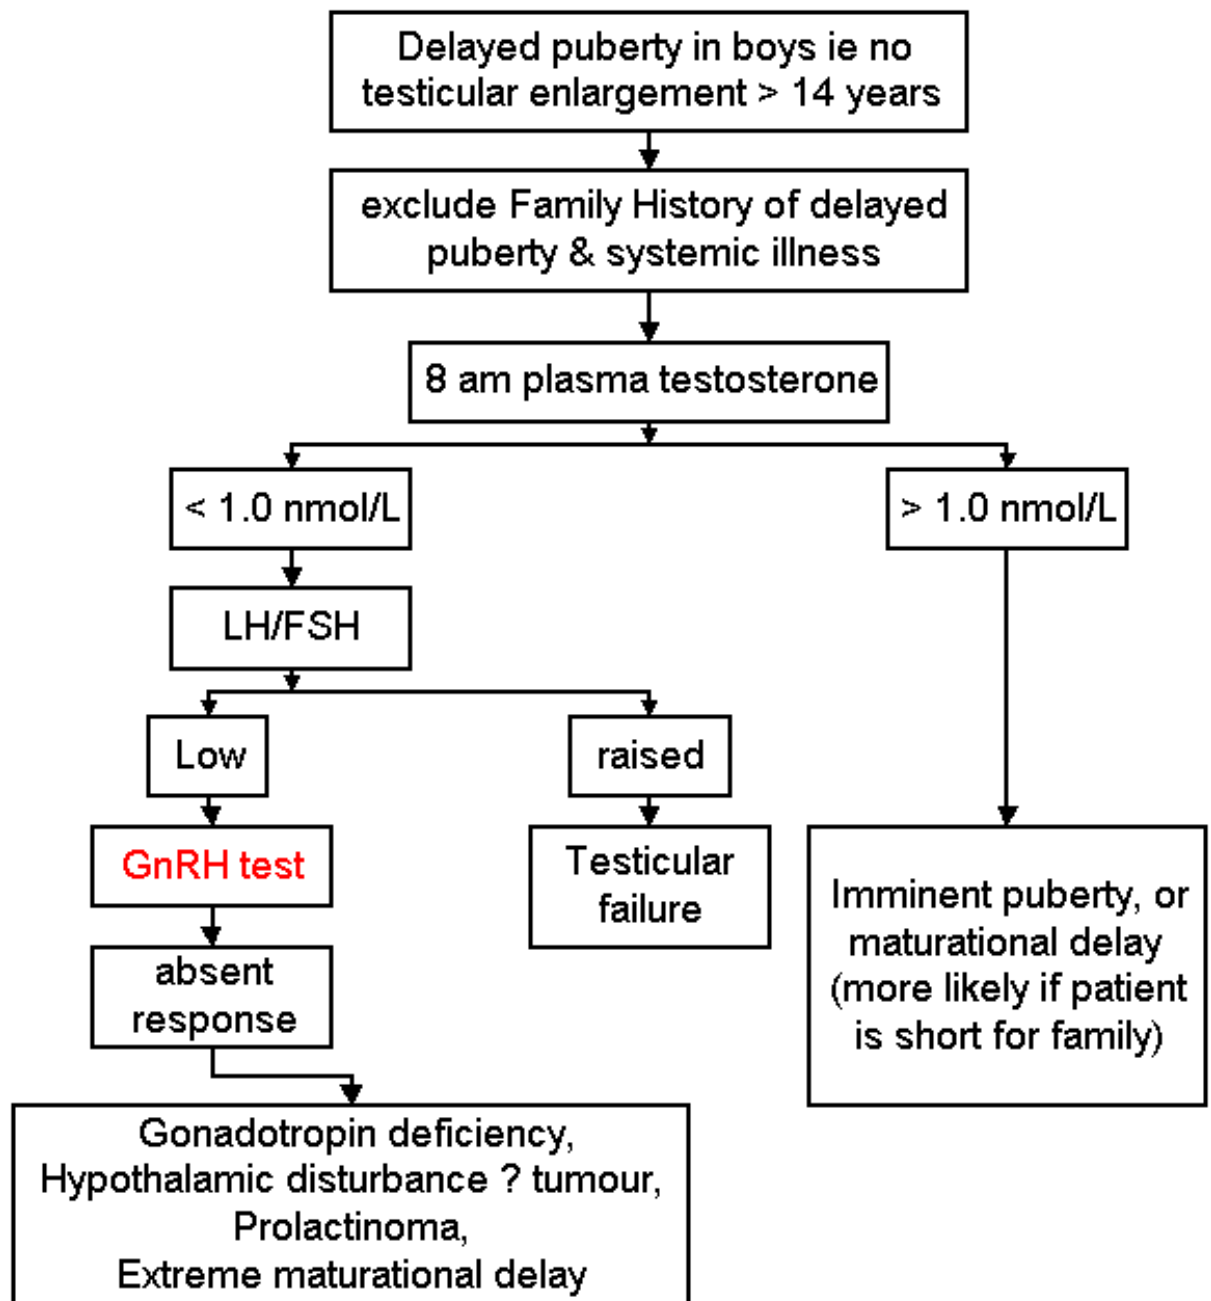 Delayed puberty in boys ie no
testicular enlargement > 14 years
exclude Family History of delayed
puberty & systemic illness
8 am plasma testosterone
< 1.0 nmol/L
> 1.0 nmol/L
LH/FSH
Low
raised
GnRH test
Testicular
failure
Imminent puberty, or
maturational delay
(more likely if patient
is short for family)
absent
response
Gonadotropin deficiency,
Hypothalamic disturbance ? tumour,
Prolactinoma,
Extreme maturational delay